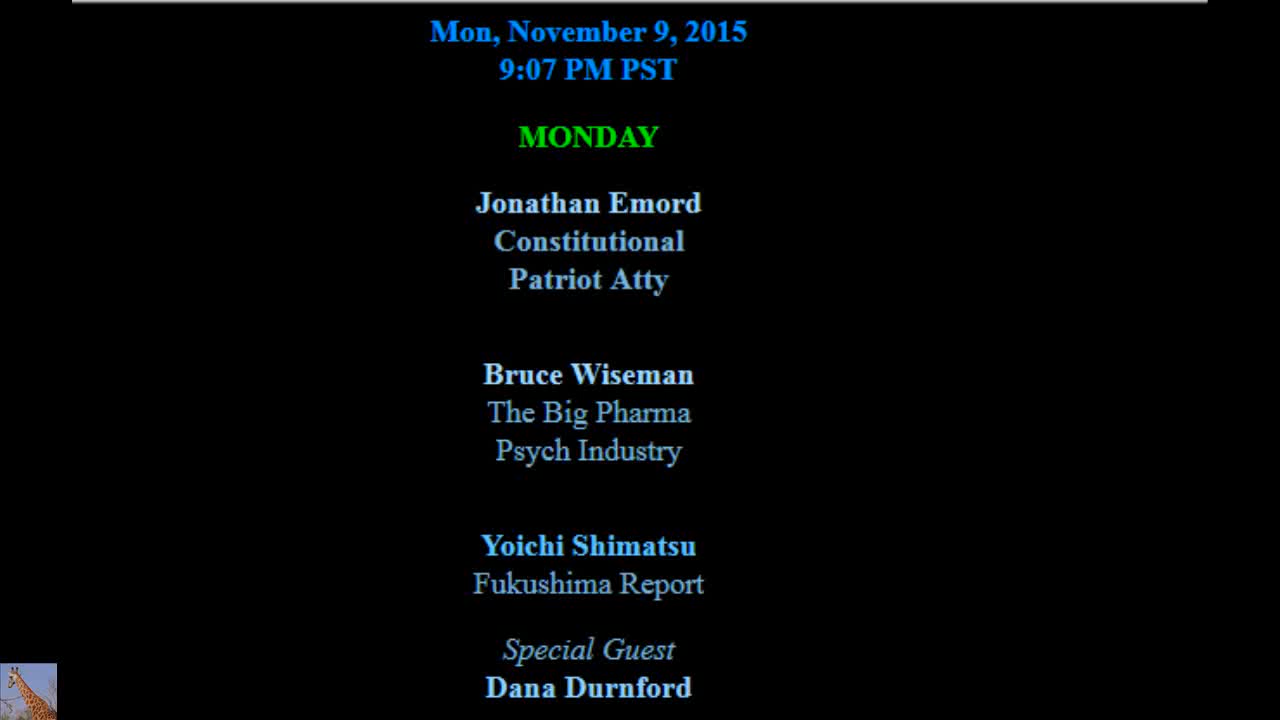 Mon, November 9, 2015
9:07 PM PST
MONDAY
Jonathan Emord
Constitutional
Patriot Atty
Bruce Wiseman
The Big Pharma
Psych Industry
Yoichi Shimatsu
Fukushima Report
Special Guest
Dana Durnford